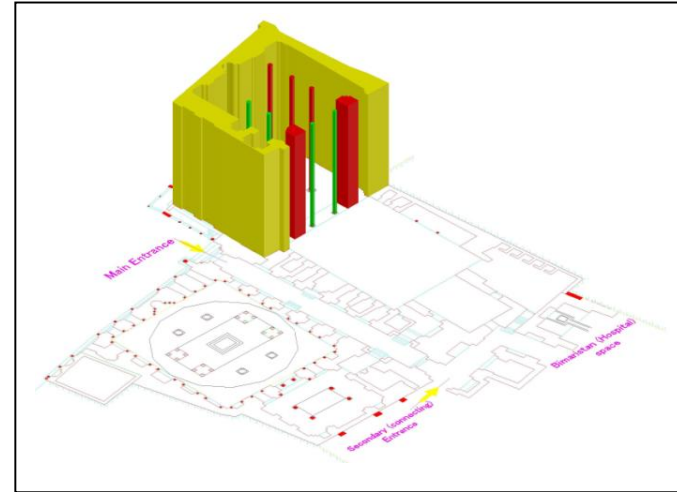 Main Entrance
Bimaristan (Hospital)
space
Secondary (connecting)
Entrance